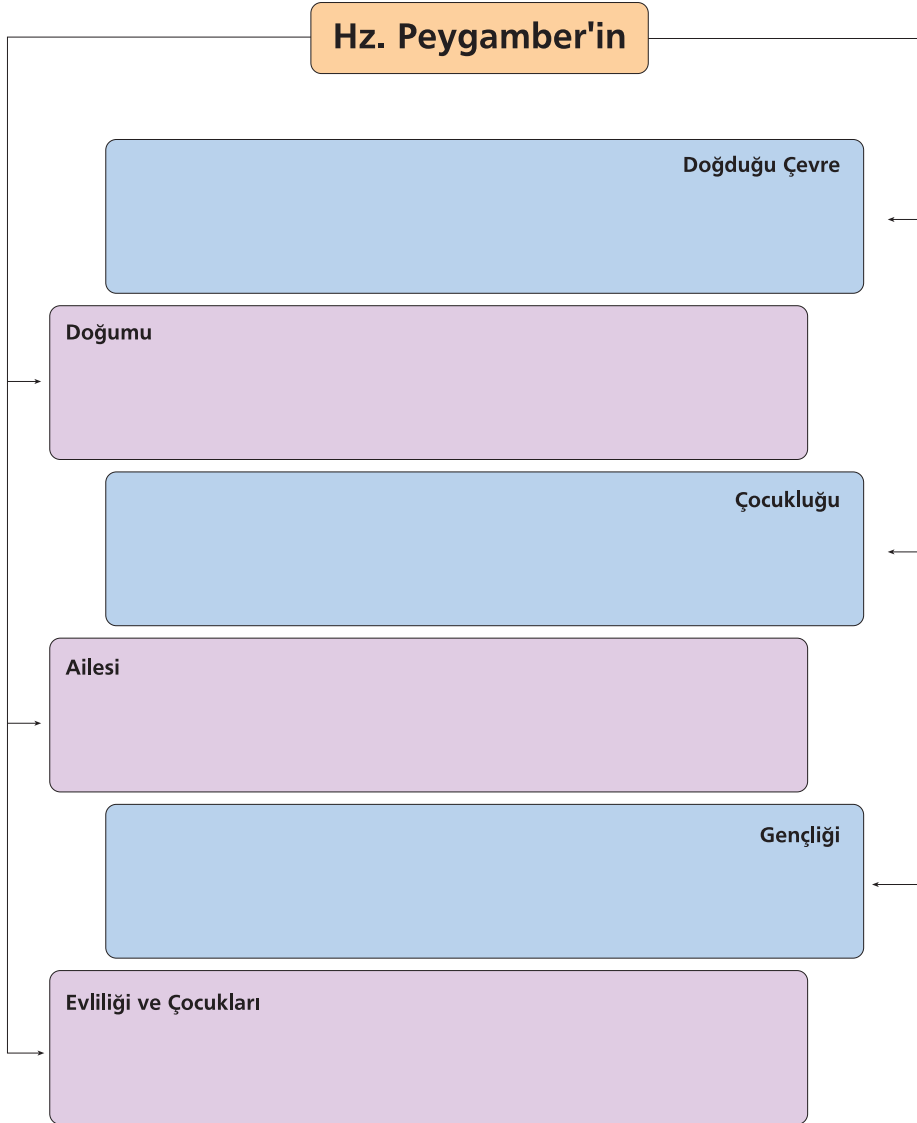 Hz. Peygamber'in
Doğduğu Çevre
Doğumu
Çocukluğu
Ailesi
Gençliği
Evliliği ve Çocukları